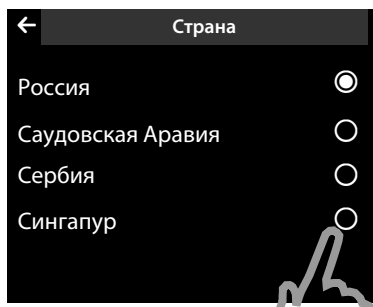 Страна
Россия
Саудовская Аравия
Сербия
Сингапур